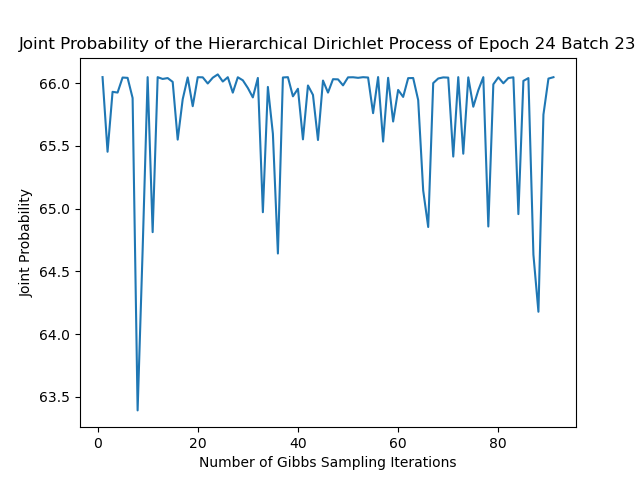 Joint Probability of the Hierarchical Dirichlet Process of Epoch 24 Batch 23
66.0
65.5
65.0
64.5
64.0
63.5
Joint Probability
0 20 40 60 80
Number of Gibbs Sampling Iterations